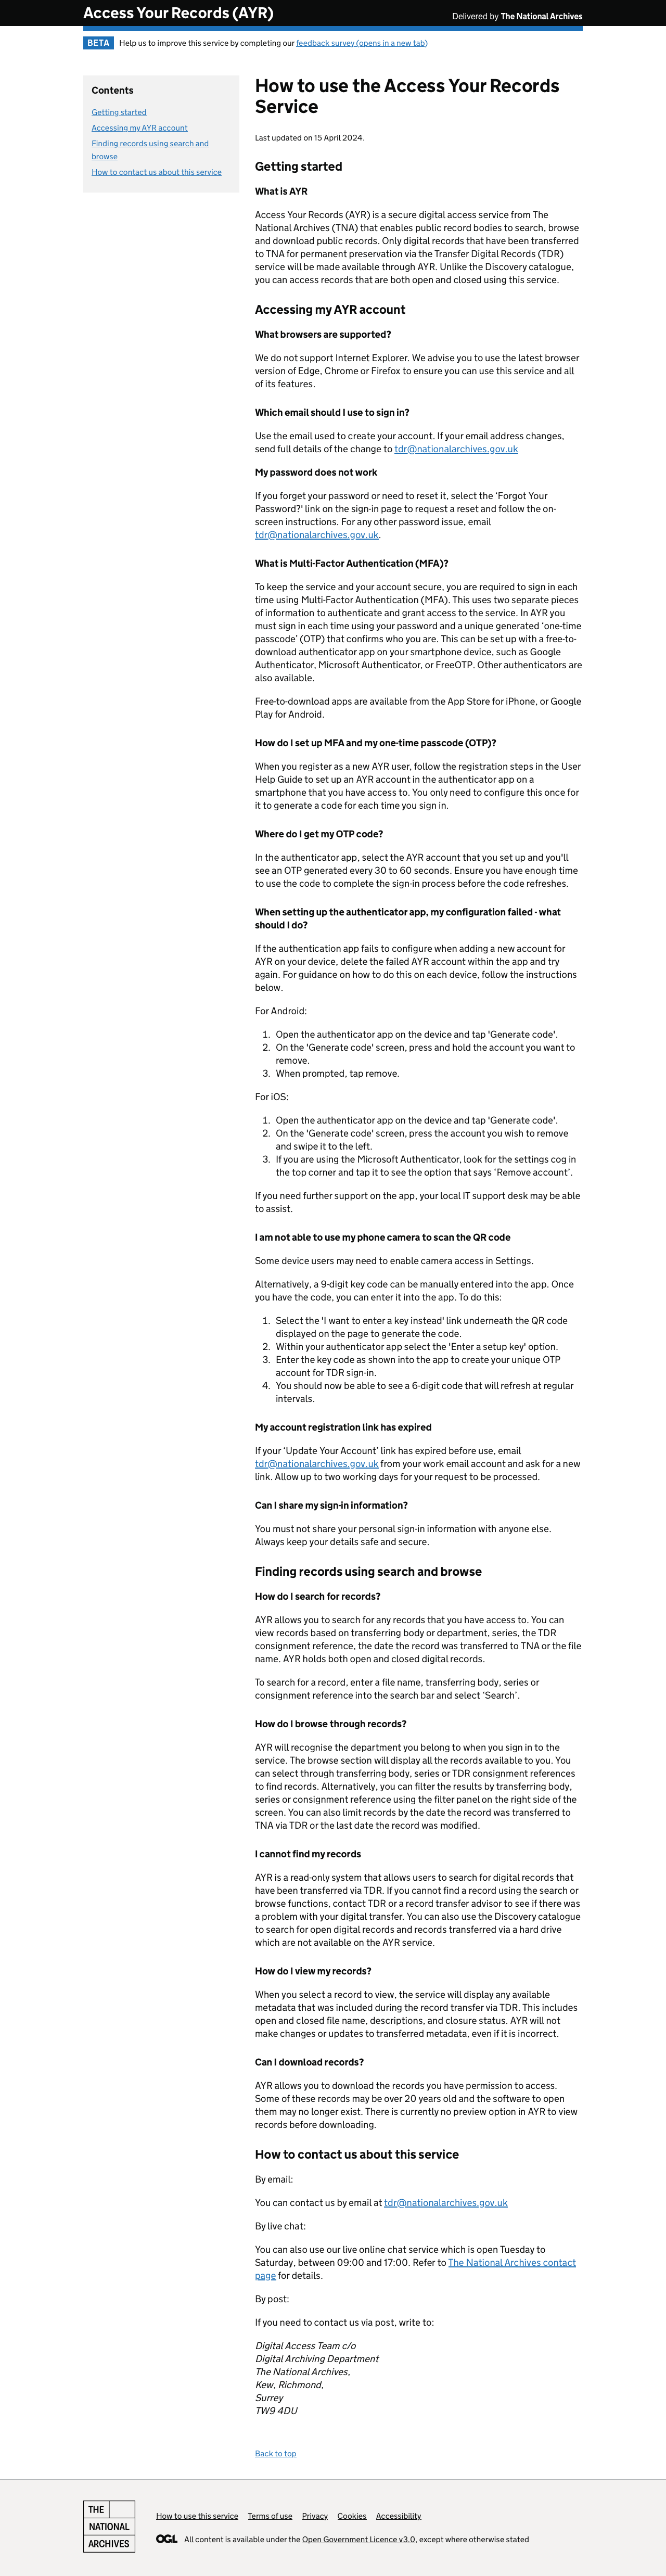 Access Your Records (AYR)
Delivered by The National Archives
BETA Help us to improve this service by completing our feedback survey (opens in a new tab)
Contents
Getting started
Accessing my AYR account
Finding records using search and
browse
How to contact us about this service
How to use the Access Your Records
Service
Last updated on 15 April 2024.
Getting started
What is AYR
Access Your Records (AYR) is a secure digital access service from The
National Archives (TNA) that enables public record bodies to search, browse
and download public records. Only digital records that have been transferred
to TNA for permanent preservation via the Transfer Digital Records (TDR)
service will be made available through AYR. Unlike the Discovery catalogue,
you can access records that are both open and closed using this service.
Accessing my AYR account
What browsers are supported?
We do not support Internet Explorer. We advise you to use the latest browser
version of Edge, Chrome or Firefox to ensure you can use this service and all
of its features.
Which email should I use to sign in?
Use the email used to create your account. If your email address changes,
send full details of the change to tdr@nationalarchives.gov.uk
My password does not work
If you forget your password or need to reset it, select the ‘Forgot Your
Password?' link on the sign-in page to request a reset and follow the on-
screen instructions. For any other password issue, email
tdr@nationalarchives.gov.uk.
What is Multi-Factor Authentication (MFA)?
To keep the service and your account secure, you are required to sign in each
time using Multi-Factor Authentication (MFA). This uses two separate pieces
of information to authenticate and grant access to the service. In AYR you
must sign in each time using your password and a unique generated ‘one-time
passcode’ (OTP) that confirms who you are. This can be set up with a free-to-
download authenticator app on your smartphone device, such as Google
Authenticator, Microsoft Authenticator, or FreeOTP. Other authenticators are
also available.
Free-to-download apps are available from the App Store for iPhone, or Google
Play for Android.
How do I set up MFA and my one-time passcode (OTP)?
When you register as a new AYR user, follow the registration steps in the User
Help Guide to set up an AYR account in the authenticator app on a
smartphone that you have access to. You only need to configure this once for
it to generate a code for each time you sign in.
Where do I get my OTP code?
In the authenticator app, select the AYR account that you set up and you'll
see an OTP generated every 30 to 60 seconds. Ensure you have enough time
to use the code to complete the sign-in process before the code refreshes.
When setting up the authenticator app, my configuration failed - what
should I do?
If the authentication app fails to configure when adding a new account for
AYR on your device, delete the failed AYR account within the app and try
again. For guidance on how to do this on each device, follow the instructions
below.
For Android:
1. Open the authenticator app on the device and tap 'Generate code'.
2. On the 'Generate code' screen, press and hold the account you want to
remove.
3. When prompted, tap remove.
For iOS:
1. Open the authenticator app on the device and tap 'Generate code'.
2. On the 'Generate code' screen, press the account you wish to remove
and swipe it to the left.
3. If you are using the Microsoft Authenticator, look for the settings cog in
the top corner and tap it to see the option that says ‘Remove account’.
If you need further support on the app, your local IT support desk may be able
to assist.
I am not able to use my phone camera to scan the QR code
Some device users may need to enable camera access in Settings.
Alternatively, a 9-digit key code can be manually entered into the app. Once
you have the code, you can enter it into the app. To do this:
1. Select the 'I want to enter a key instead' link underneath the QR code
displayed on the page to generate the code.
2. Within your authenticator app select the 'Enter a setup key' option.
3. Enter the key code as shown into the app to create your unique OTP
account for TDR sign-in.
4. You should now be able to see a 6-digit code that will refresh at regular
intervals.
My account registration link has expired
If your ‘Update Your Account’ link has expired before use, email
tdr@nationalarchives.gov.uk from your work email account and ask for a new
link. Allow up to two working days for your request to be processed.
Can I share my sign-in information?
You must not share your personal sign-in information with anyone else.
Always keep your details safe and secure.
Finding records using search and browse
How do I search for records?
AYR allows you to search for any records that you have access to. You can
view records based on transferring body or department, series, the TDR
consignment reference, the date the record was transferred to TNA or the file
name. AYR holds both open and closed digital records.
To search for a record, enter a file name, transferring body, series or
consignment reference into the search bar and select ‘Search’.
How do I browse through records?
AYR will recognise the department you belong to when you sign in to the
service. The browse section will display all the records available to you. You
can select through transferring body, series or TDR consignment references
to find records. Alternatively, you can filter the results by transferring body,
series or consignment reference using the filter panel on the right side of the
screen. You can also limit records by the date the record was transferred to
TNA via TDR or the last date the record was modified.
I cannot find my records
AYR is a read-only system that allows users to search for digital records that
have been transferred via TDR. If you cannot find a record using the search or
browse functions, contact TDR or a record transfer advisor to see if there was
a problem with your digital transfer. You can also use the Discovery catalogue
to search for open digital records and records transferred via a hard drive
which are not available on the AYR service.
How do I view my records?
When you select a record to view, the service will display any available
metadata that was included during the record transfer via TDR. This includes
open and closed file name, descriptions, and closure status. AYR will not
make changes or updates to transferred metadata, even if it is incorrect.
Can I download records?
AYR allows you to download the records you have permission to access.
Some of these records may be over 20 years old and the software to open
them may no longer exist. There is currently no preview option in AYR to view
records before downloading.
How to contact us about this service
By email:
You can contact us by email at tdr@nationalarchives.gov.uk
By live chat:
You can also use our live online chat service which is open Tuesday to
Saturday, between 09:00 and 17:00. Refer to The National Archives contact
page for details.
By post:
If you need to contact us via post, write to:
Digital Access Team c/o
Digital Archiving Department
The National Archives,
Kew, Richmond,
Surrey
TW9 4DU
Back to top
THE
NATIONAL
ARCHIVES
How to use this service Terms of use Privacy Cookies Accessibility
OGL All content is available under the Open Government Licence v3.0, except where otherwise stated